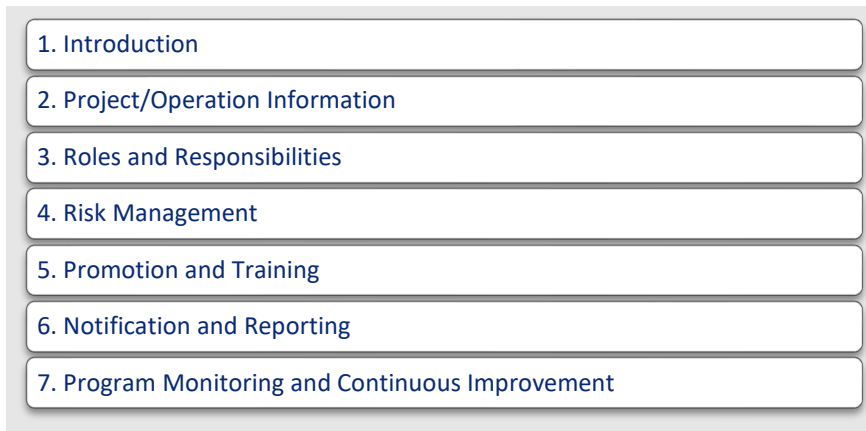 1. Introduction
2. Project/Operation Information
3. Roles and Responsibilities
4. Risk Management
5. Promotion and Training
6. Notification and Reporting
7. Program Monitoring and Continuous Improvement